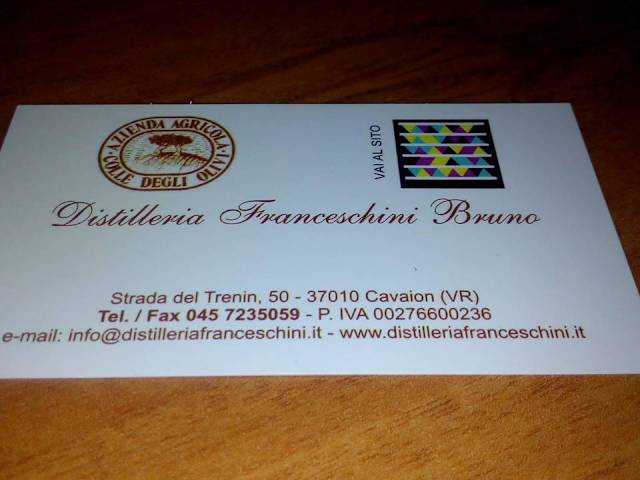 AZIENDA AGRICOLA
COLLE DEGLI OLIVI
VAI AL SITO
Distilleria Franceschini Bruno
Strada del Trenin, 50 - 37010 Cavaion (VR)
Tel. / Fax 045 7235059 - P. IVA 00276600236
e-mail: info@distilleriafranceschini.it - www.distilleriafranceschini.it